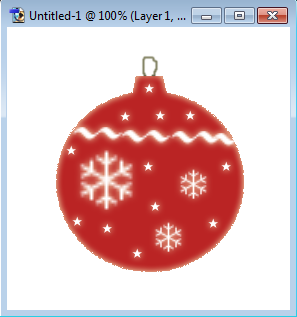 Untitled-1 @ 100% (Layer 1, ...